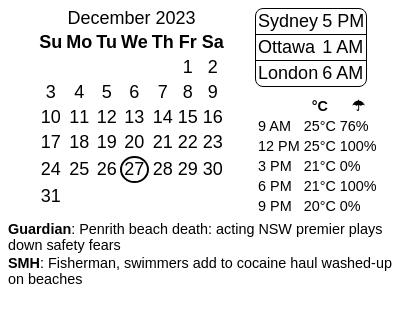 December 2023
Su Mo Tu We Th Fr Sa
1 2
3 4 5 6 7 8 9
10 11 12 13 14 15 16
17 18 19 20 21 22 23
24 25 26 27 28 29 30
31
Sydney 5 PM
Ottawa 1 AM
London 6 AM
°C ☂
9 AM 25°C 76%
12 PM 25°C 100%
3 PM 21°C 0%
6 PM 21°C 100%
9 PM 20°C 0%
Guardian: Penrith beach death: acting NSW premier plays
down safety fears
SMH: Fisherman, swimmers add to cocaine haul washed-up
on beaches